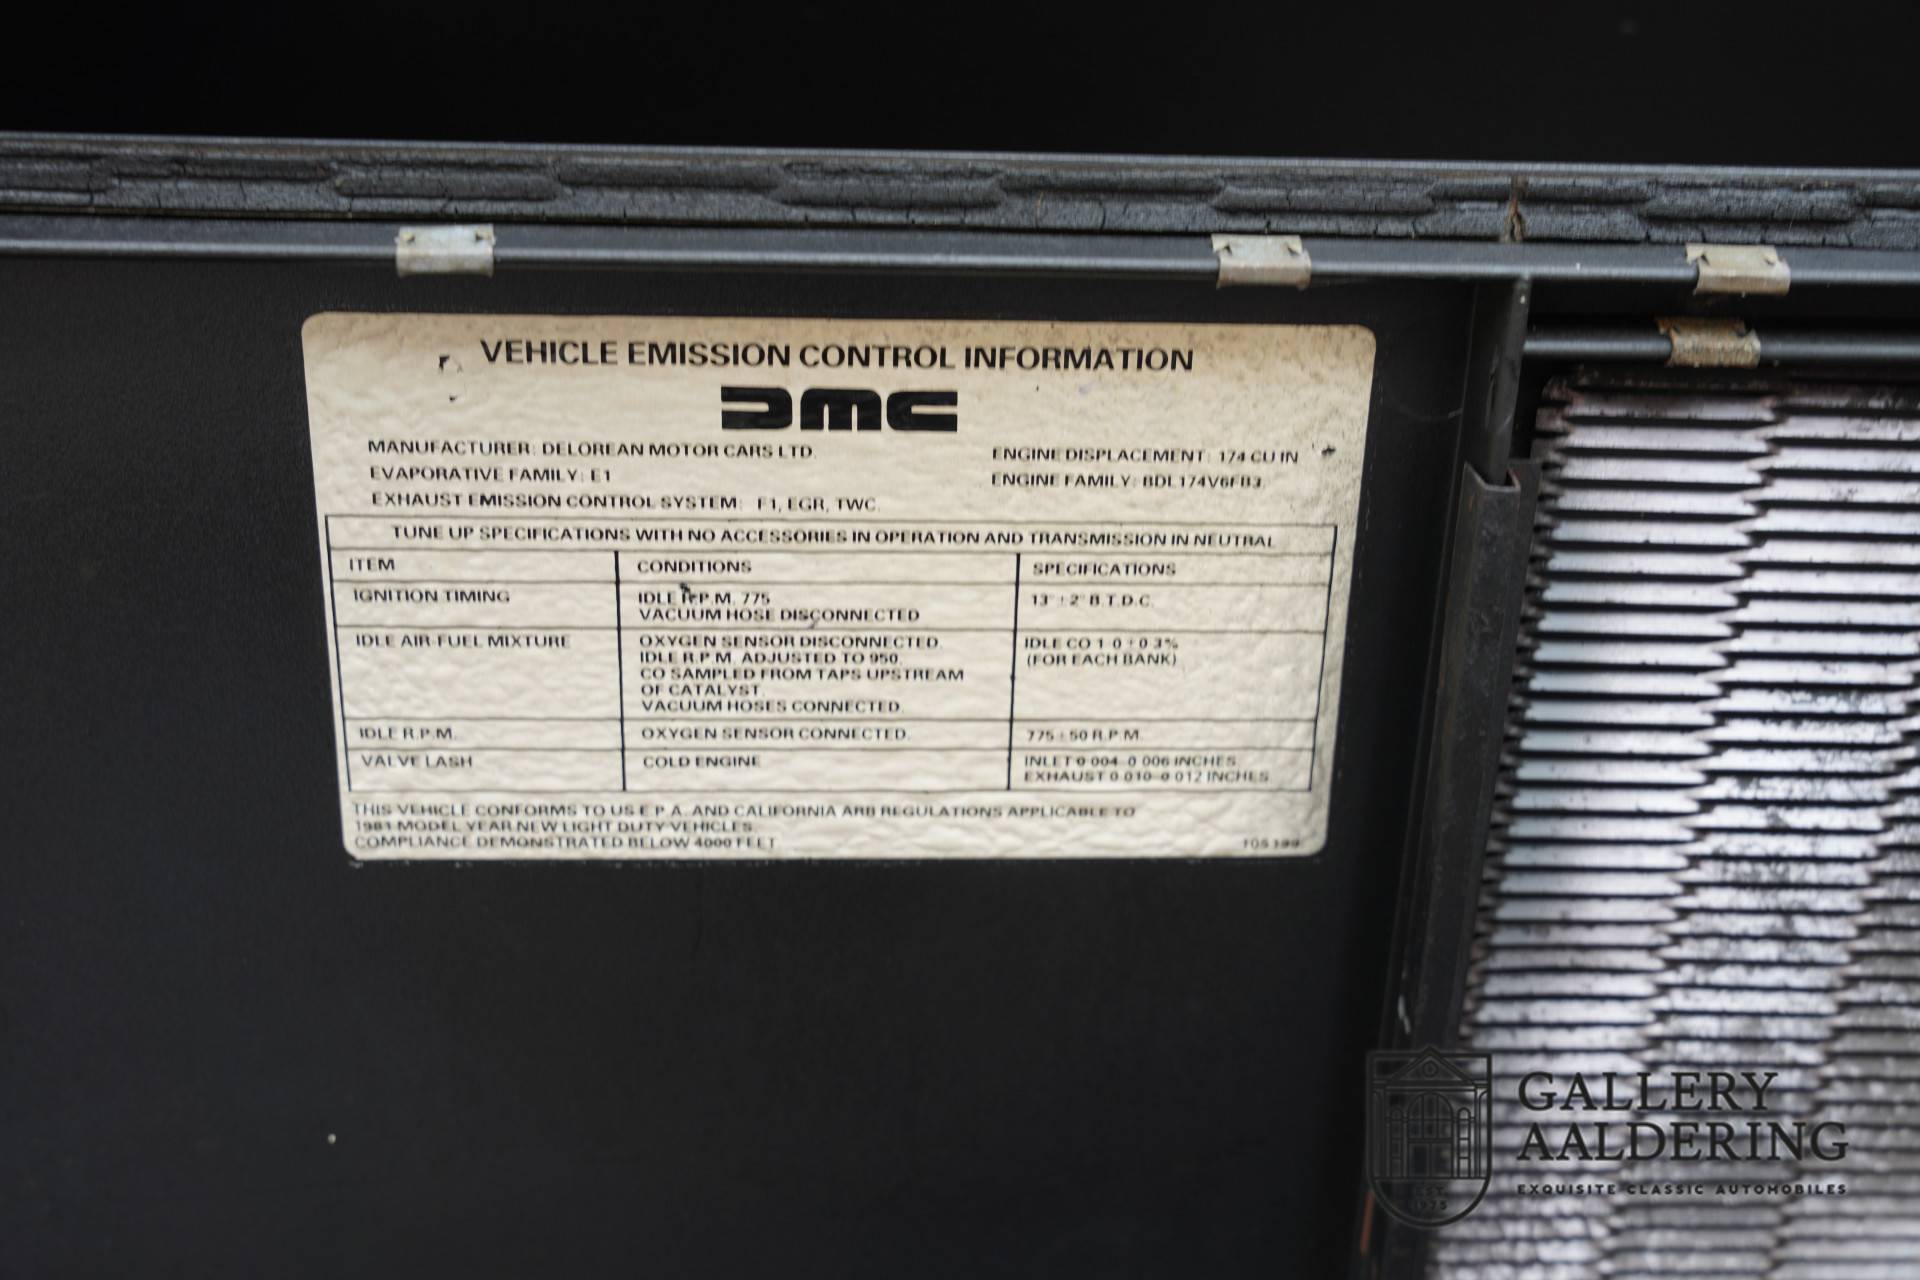 VEHICLE EMISSION CONTROL INFORMATION
DMC
MANUFACTURER: DELOREAN MOTOR CARS LTD.
EVAPORATIVE FAMILY: E1
EXHAUST EMISSION CONTROL SYSTEM: F1, EGR, TWC.
ENGINE DISPLACEMENT: 174 CU IN
ENGINE FAMILY: BDL174V6FB3
TUNE UP SPECIFICATIONS WITH NO ACCESSORIES IN OPERATION AND TRANSMISSION IN NEUTRAL
ITEM CONDITIONS SPECIFICATIONS
IGNITION TIMING IDLE R.P.M. 775 13° ± 2° B.T.D.C.
VACUUM HOSE DISCONNECTED
IDLE AIR-FUEL MIXTURE OXYGEN SENSOR DISCONNECTED. IDLE CO 1·0 ± 0·3%
IDLE R.P.M. ADJUSTED TO 950. (FOR EACH BANK)
CO SAMPLED FROM TAPS UPSTREAM
OF CATALYST.
VACUUM HOSES CONNECTED.
IDLE R.P.M. OXYGEN SENSOR CONNECTED. 775 ± 50 R.P.M.
VALVE LASH COLD ENGINE INLET 0·004–0·006 INCHES
EXHAUST 0·010–0·012 INCHES
THIS VEHICLE CONFORMS TO US E.P.A. AND CALIFORNIA ARB REGULATIONS APPLICABLE TO
1981 MODEL YEAR NEW LIGHT DUTY VEHICLES.
COMPLIANCE DEMONSTRATED BELOW 4000 FEET
105199
EST.
1975
GALLERY
AALDERING
EXQUISITE CLASSIC AUTOMOBILES